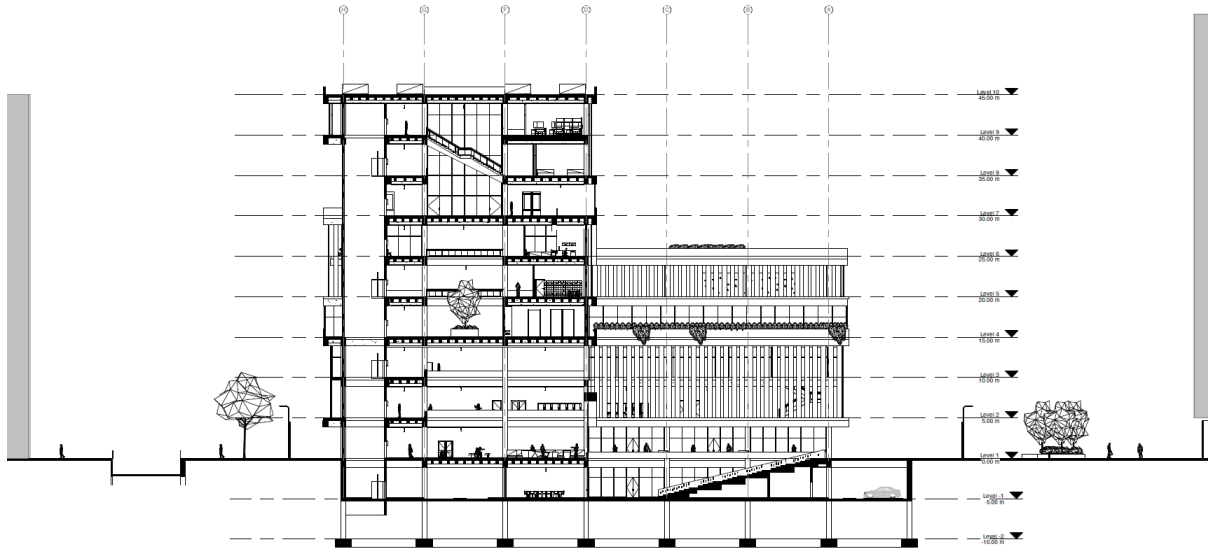 H G F D C B A
Level 10
45.00 m
Level 9
40.00 m
Level 8
35.00 m
Level 7
30.00 m
Level 6
25.00 m
Level 5
20.00 m
Level 4
15.00 m
Level 3
10.00 m
Level 2
5.00 m
Level 1
0.00 m
Level -1
-5.00 m
Level -2
-10.00 m